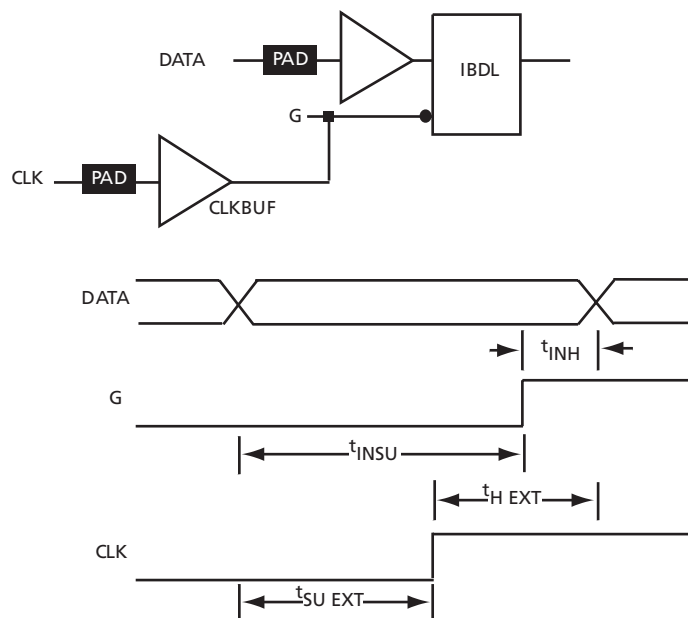 DATA PAD IBDL
G
CLK PAD
CLKBUF
DATA
tINH
G
tINSU
tH EXT
CLK
tSU EXT